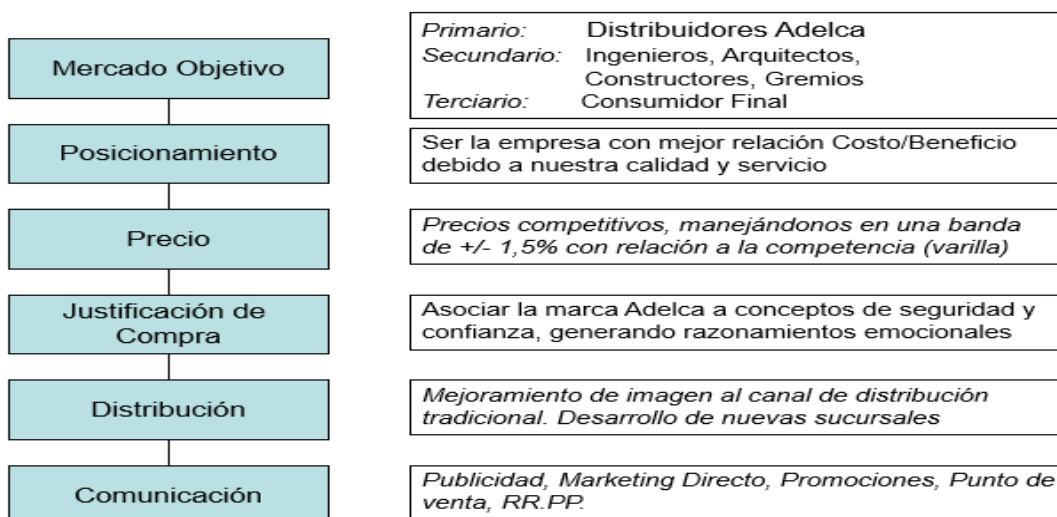 Mercado Objetivo
Primario: Distribuidores Adelca
Secundario: Ingenieros, Arquitectos,
Constructores, Gremios
Terciario: Consumidor Final
Posicionamiento
Ser la empresa con mejor relación Costo/Beneficio
debido a nuestra calidad y servicio
Precio
Precios competitivos, manejándonos en una banda
de +/- 1,5% con relación a la competencia (varilla)
Justificación de
Compra
Asociar la marca Adelca a conceptos de seguridad y
confianza, generando razonamientos emocionales
Distribución
Mejoramiento de imagen al canal de distribución
tradicional. Desarrollo de nuevas sucursales
Comunicación
Publicidad, Marketing Directo, Promociones, Punto de
venta, RR.PP.